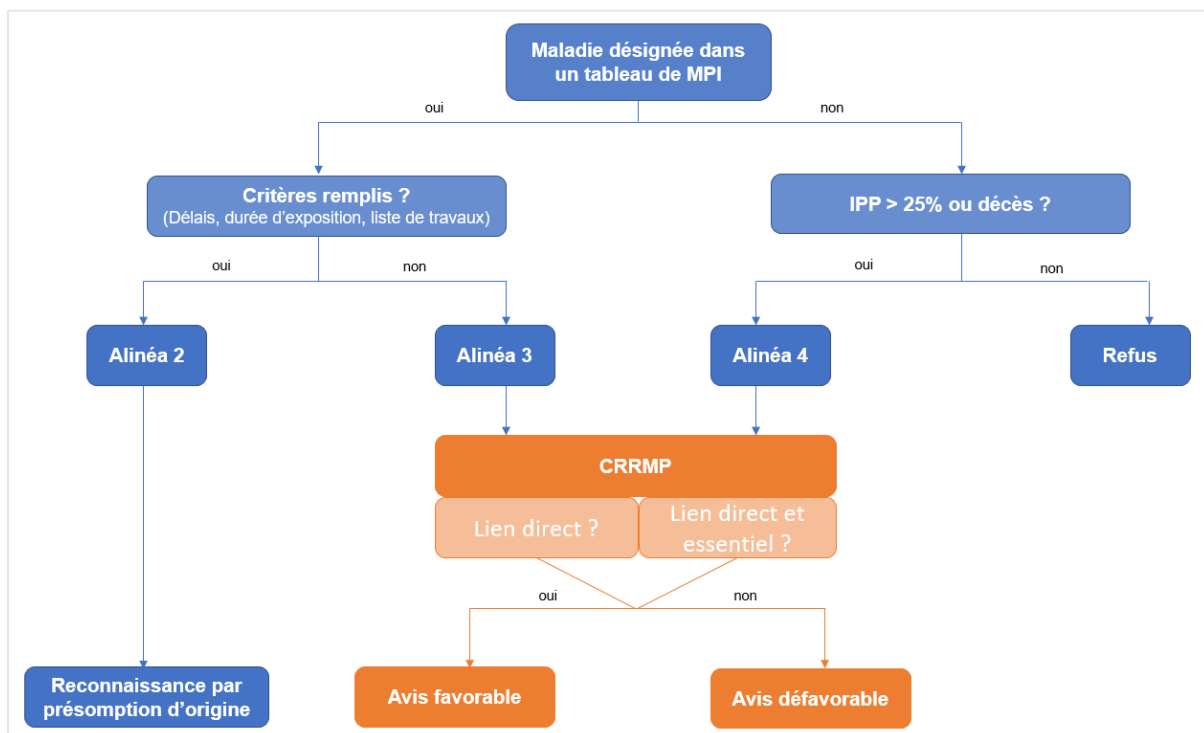 Maladie désignée dans
un tableau de MPI
oui
non
Critères remplis ?
(Délais, durée d'exposition, liste de travaux)
IPP > 25% ou décès ?
oui
non
oui
non
Alinéa 2
Alinéa 3
Alinéa 4
Refus
CRRMP
Lien direct ?
Lien direct et
essentiel ?
oui
non
Reconnaissance par
présomption d'origine
Avis favorable
Avis défavorable